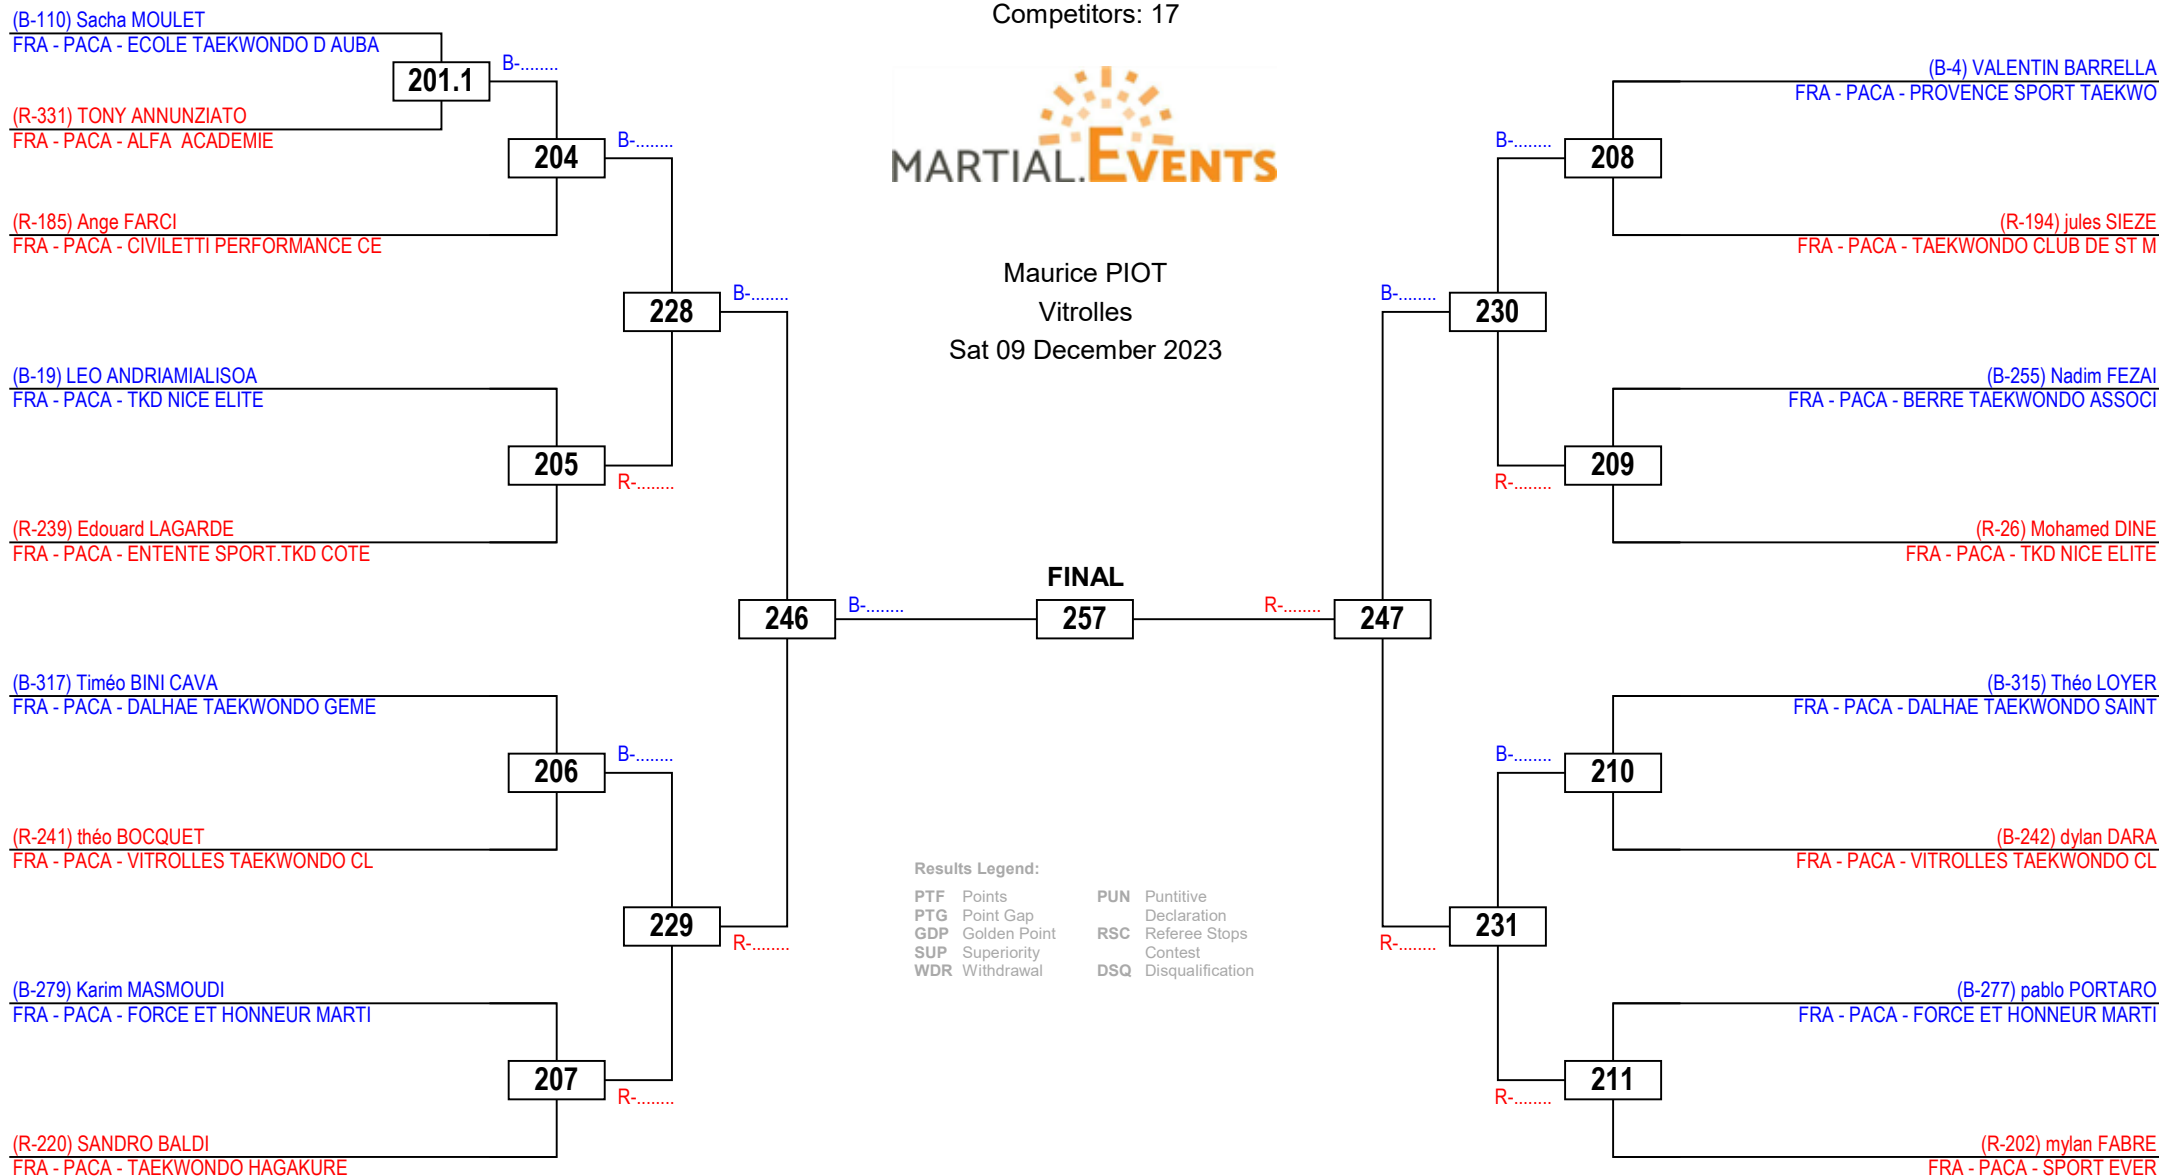 Competitors: 17
MARTIAL.EVENTS
Maurice PIOT
Vitrolles
Sat 09 December 2023
(B-110) Sacha MOULET
FRA - PACA - ECOLE TAEKWONDO D AUBA
201.1
B-........
(R-331) TONY ANNUNZIATO
FRA - PACA - ALFA  ACADEMIE
204
B-........
(R-185) Ange FARCI
FRA - PACA - CIVILETTI PERFORMANCE CE
228
B-........
(B-19) LEO ANDRIAMIALISOA
FRA - PACA - TKD NICE ELITE
205
R-........
(R-239) Edouard LAGARDE
FRA - PACA - ENTENTE SPORT.TKD COTE
246
B-........
(B-317) Timéo BINI CAVA
FRA - PACA - DALHAE TAEKWONDO GEME
206
B-........
(R-241) théo BOCQUET
FRA - PACA - VITROLLES TAEKWONDO CL
229
R-........
(B-279) Karim MASMOUDI
FRA - PACA - FORCE ET HONNEUR MARTI
207
R-........
(R-220) SANDRO BALDI
FRA - PACA - TAEKWONDO HAGAKURE
FINAL
257
(B-4) VALENTIN BARRELLA
FRA - PACA - PROVENCE SPORT TAEKWO
B-........
208
(R-194) jules SIEZE
FRA - PACA - TAEKWONDO CLUB DE ST M
B-........
230
(B-255) Nadim FEZAI
FRA - PACA - BERRE TAEKWONDO ASSOCI
R-........
209
(R-26) Mohamed DINE
FRA - PACA - TKD NICE ELITE
R-........
247
(B-315) Théo LOYER
FRA - PACA - DALHAE TAEKWONDO SAINT
B-........
210
(B-242) dylan DARA
FRA - PACA - VITROLLES TAEKWONDO CL
R-........
231
(B-277) pablo PORTARO
FRA - PACA - FORCE ET HONNEUR MARTI
R-........
211
(R-202) mylan FABRE
FRA - PACA - SPORT EVER
Results Legend:
PTF Points
PTG Point Gap
GDP Golden Point
SUP Superiority
WDR Withdrawal
PUN Puntitive
Declaration
RSC Referee Stops
Contest
DSQ Disqualification